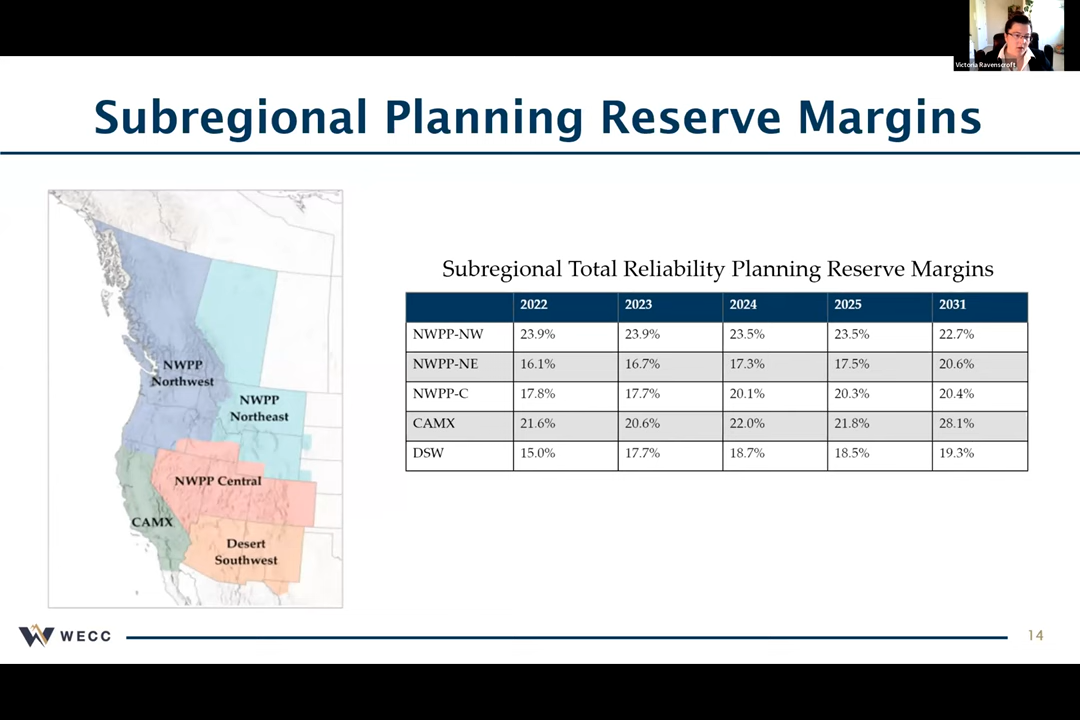 Victoria Ravenscroft
Subregional Planning Reserve Margins
NWPP
Northwest
NWPP
Northeast
NWPP Central
CAMX
Desert
Southwest
Subregional Total Reliability Planning Reserve Margins
2022 2023 2024 2025 2031
NWPP-NW 23.9% 23.9% 23.5% 23.5% 22.7%
NWPP-NE 16.1% 16.7% 17.3% 17.5% 20.6%
NWPP-C 17.8% 17.7% 20.1% 20.3% 20.4%
CAMX 21.6% 20.6% 22.0% 21.8% 28.1%
DSW 15.0% 17.7% 18.7% 18.5% 19.3%
WECC
14